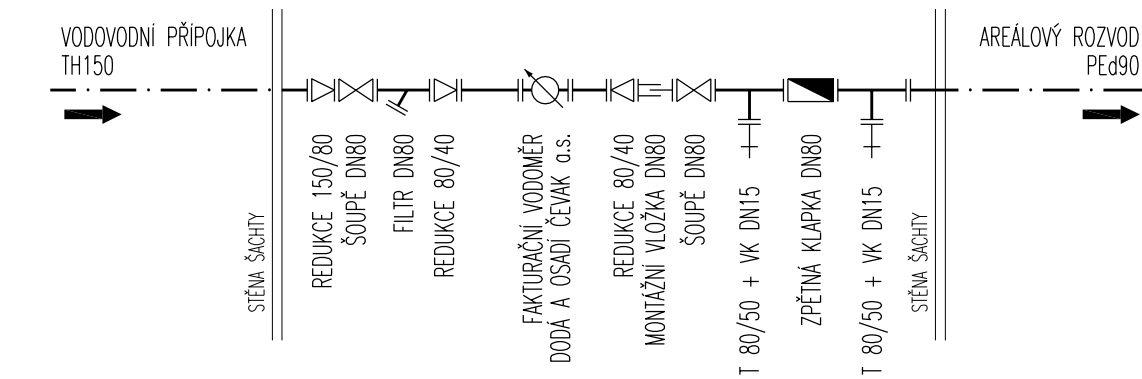 VODOVODNÍ PŘÍPOJKA
TH150
AREÁLOVÝ ROZVOD
PEd90
STĚNA ŠACHTY
REDUKCE 150/80
ŠOUPĚ DN80
FILTR DN80
REDUKCE 80/40
FAKTURAČNÍ VODOMĚR
DODÁ A OSADÍ ČEVAK a.s.
REDUKCE 80/40
MONTÁŽNÍ VLOŽKA DN80
ŠOUPĚ DN80
T 80/50 + VK DN15
ZPĚTNÁ KLAPKA DN80
T 80/50 + VK DN15
STĚNA ŠACHTY